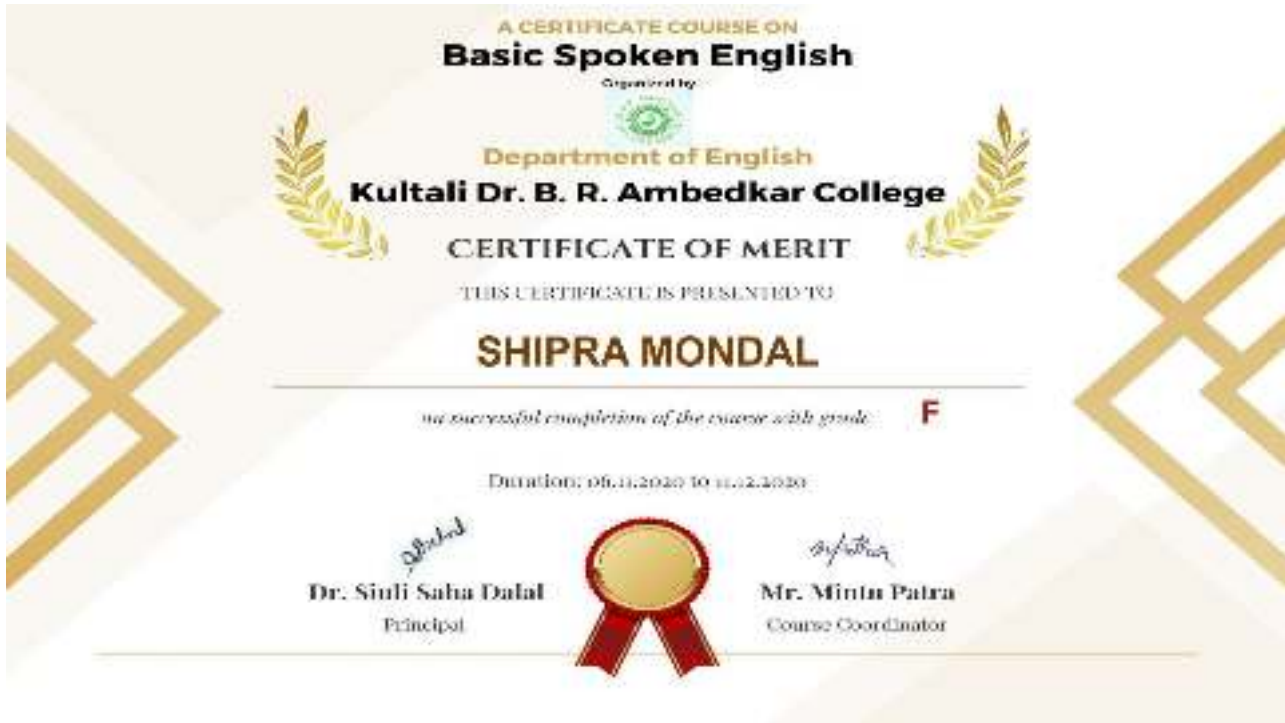 A CERTIFICATE COURSE ON
Basic Spoken English
Organized by
Department of English
Kultali Dr. B. R. Ambedkar College
CERTIFICATE OF MERIT
THIS CERTIFICATE IS PRESENTED TO
SHIPRA MONDAL
on successful completion of the course with grade F
Duration: 06.11.2020 to 11.12.2020
Dr. Siuli Saha Dalal Mr. Mintu Patra
Principal Course Coordinator